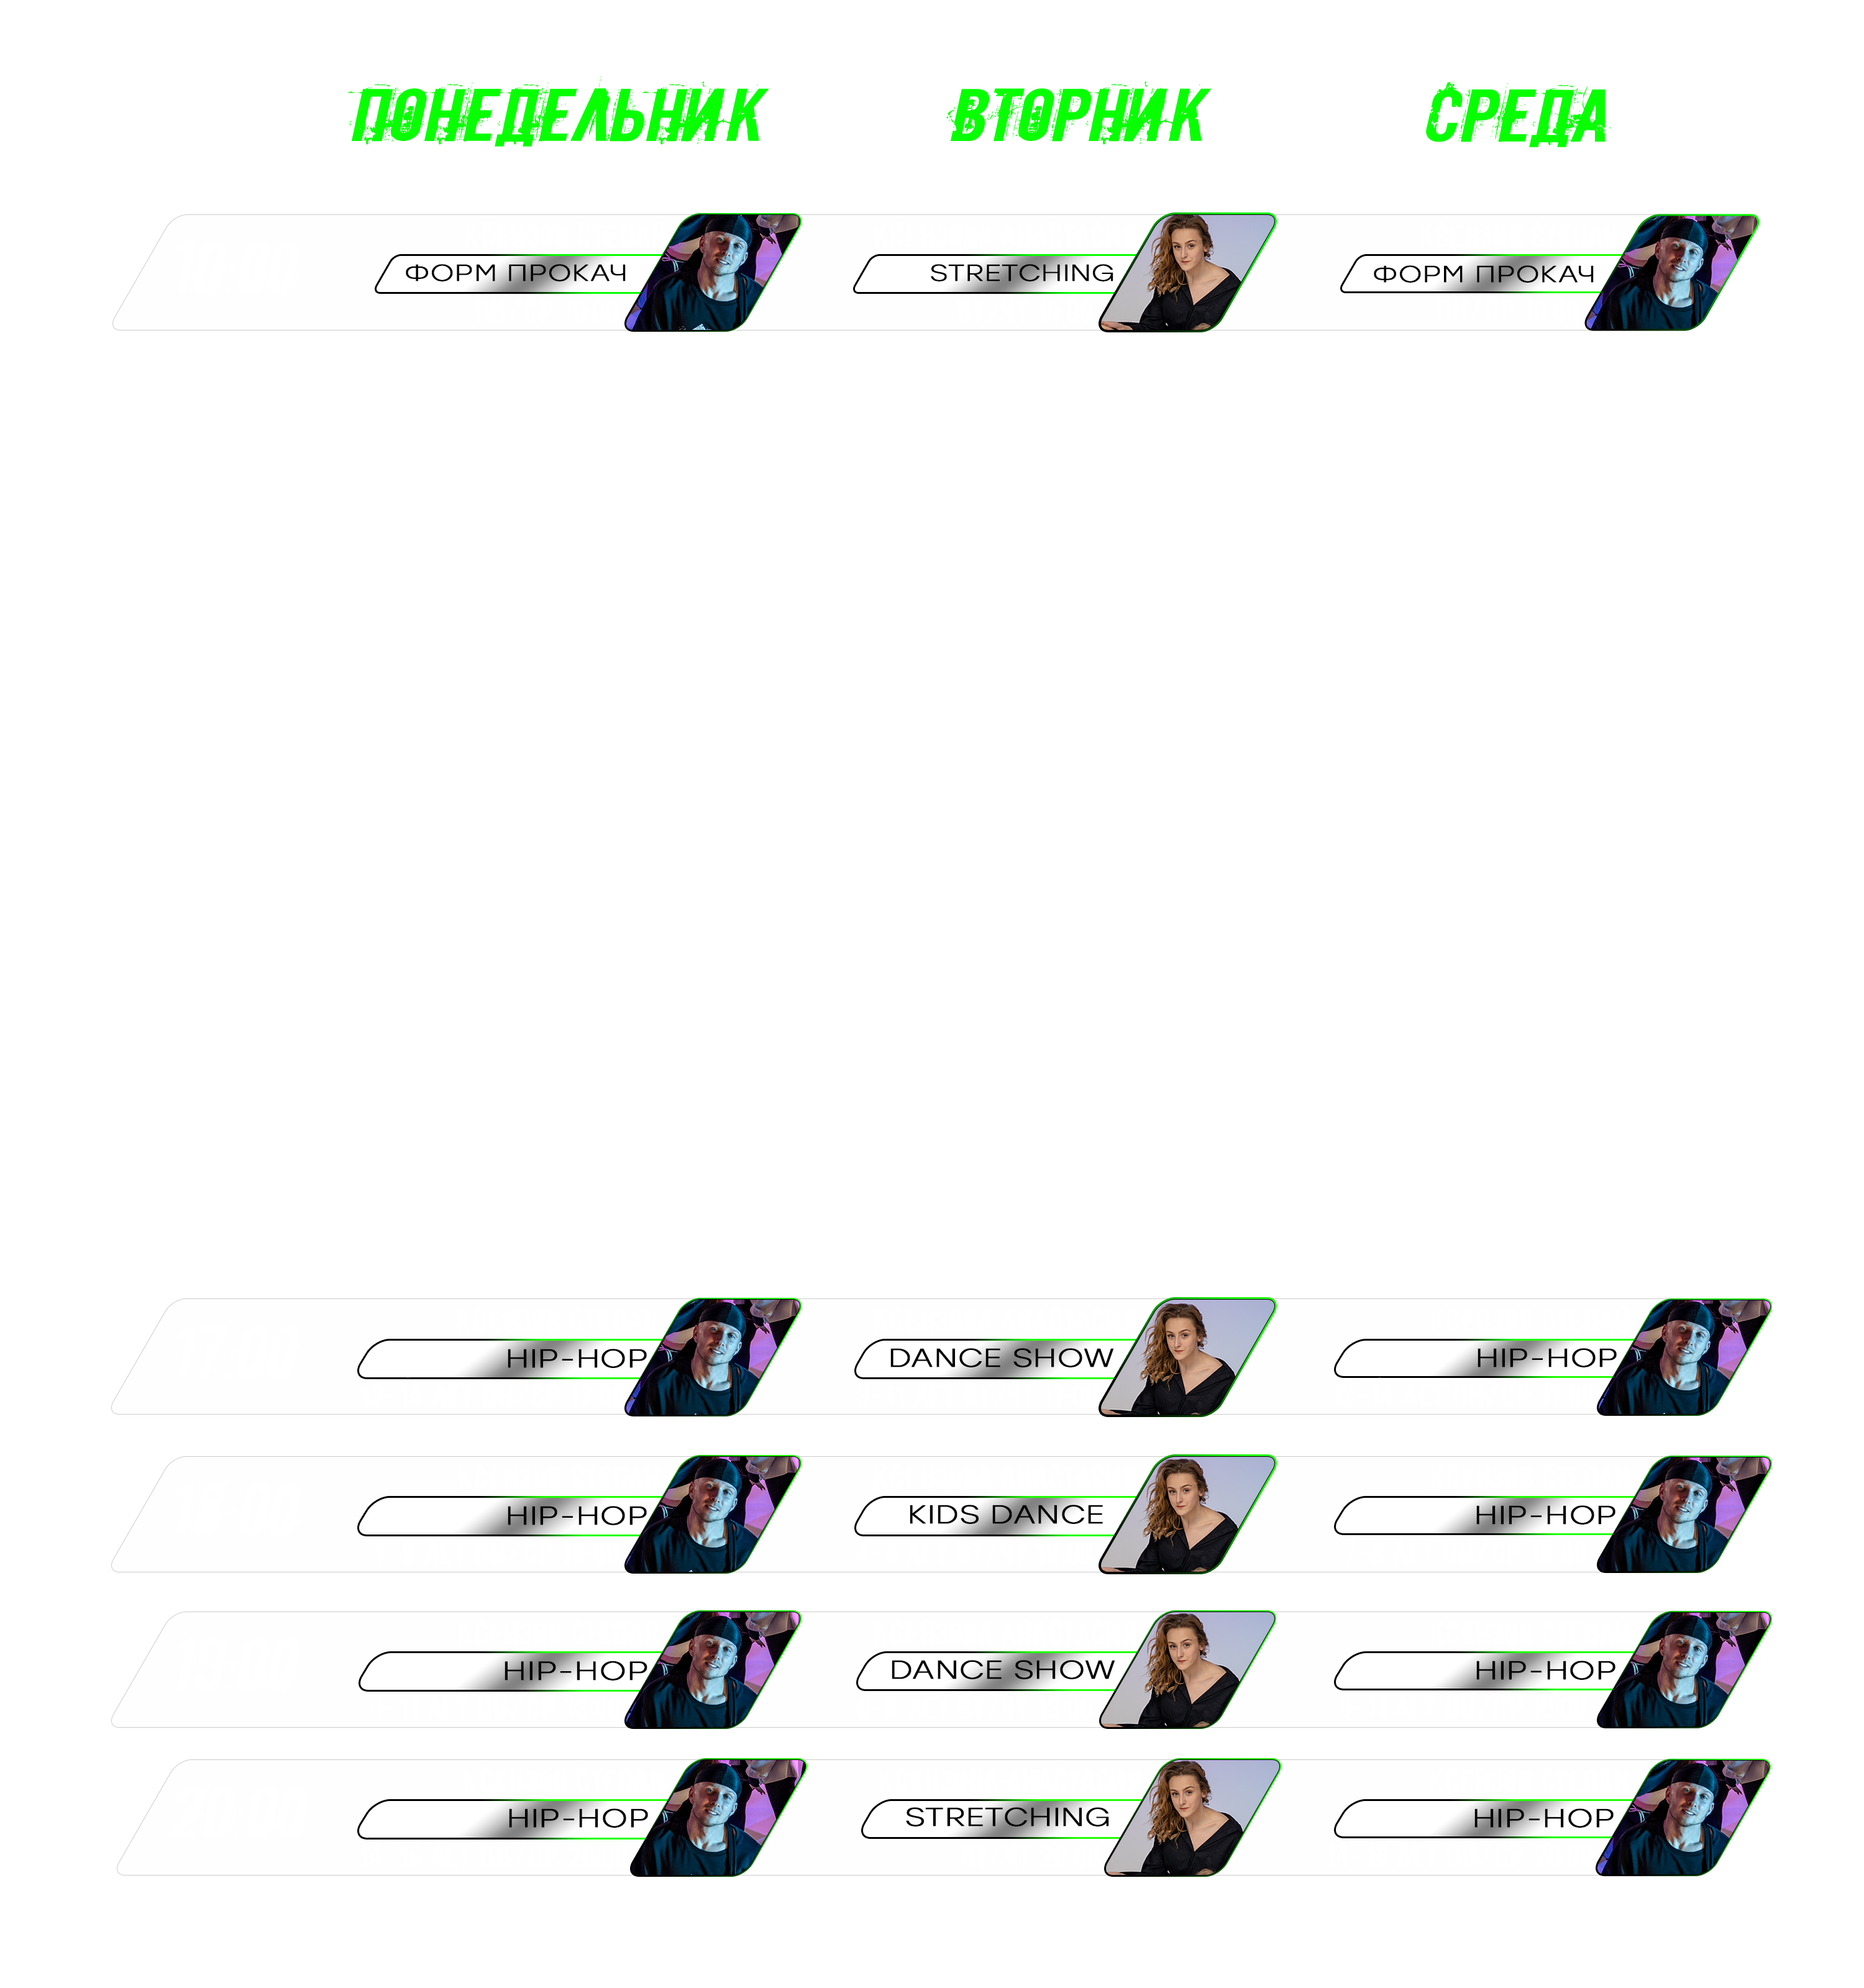 ПОНЕДЕЛЬНИК ВТОРНИК СРЕДА
ФОРМ ПРОКАЧ STRETCHING ФОРМ ПРОКАЧ
HIP-HOP DANCE SHOW HIP-HOP
HIP-HOP KIDS DANCE HIP-HOP
HIP-HOP DANCE SHOW HIP-HOP
HIP-HOP STRETCHING HIP-HOP